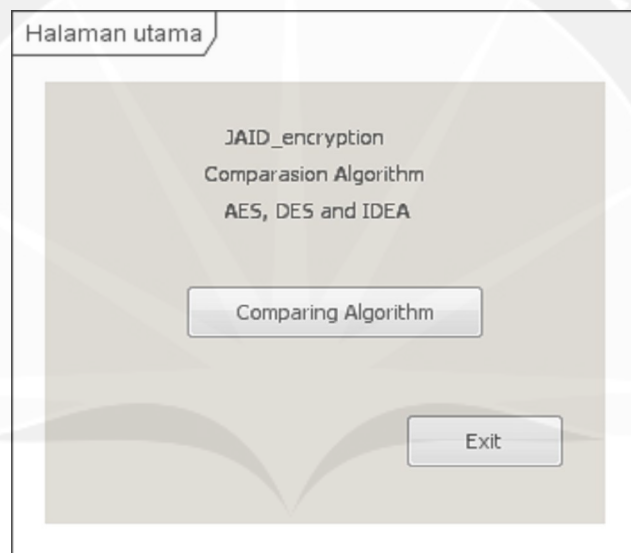 Halaman utama
JAID_encryption
Comparasion Algorithm
AES, DES and IDEA
Comparing Algorithm
Exit